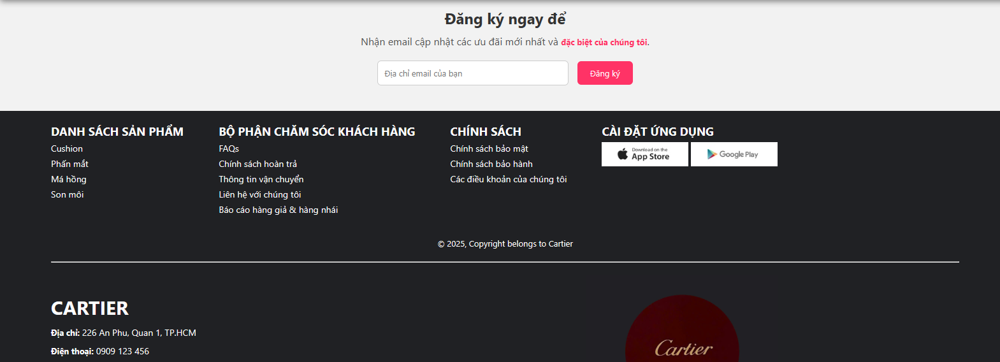 Đăng ký ngay để
Nhận email cập nhật các ưu đãi mới nhất và đặc biệt của chúng tôi.
Địa chỉ email của bạn
Đăng ký
DANH SÁCH SẢN PHẨM
Cushion
Phấn mắt
Má hồng
Son môi
BỘ PHẬN CHĂM SÓC KHÁCH HÀNG
FAQs
Chính sách hoàn trả
Thông tin vận chuyển
Liên hệ với chúng tôi
Báo cáo hàng giả & hàng nhái
CHÍNH SÁCH
Chính sách bảo mật
Chính sách bảo hành
Các điều khoản của chúng tôi
CÀI ĐẶT ỨNG DỤNG
Download on the
App Store
Google Play
© 2025, Copyright belongs to Cartier
CARTIER
Địa chỉ: 226 An Phu, Quan 1, TP.HCM
Điện thoại: 0909 123 456
Cartier